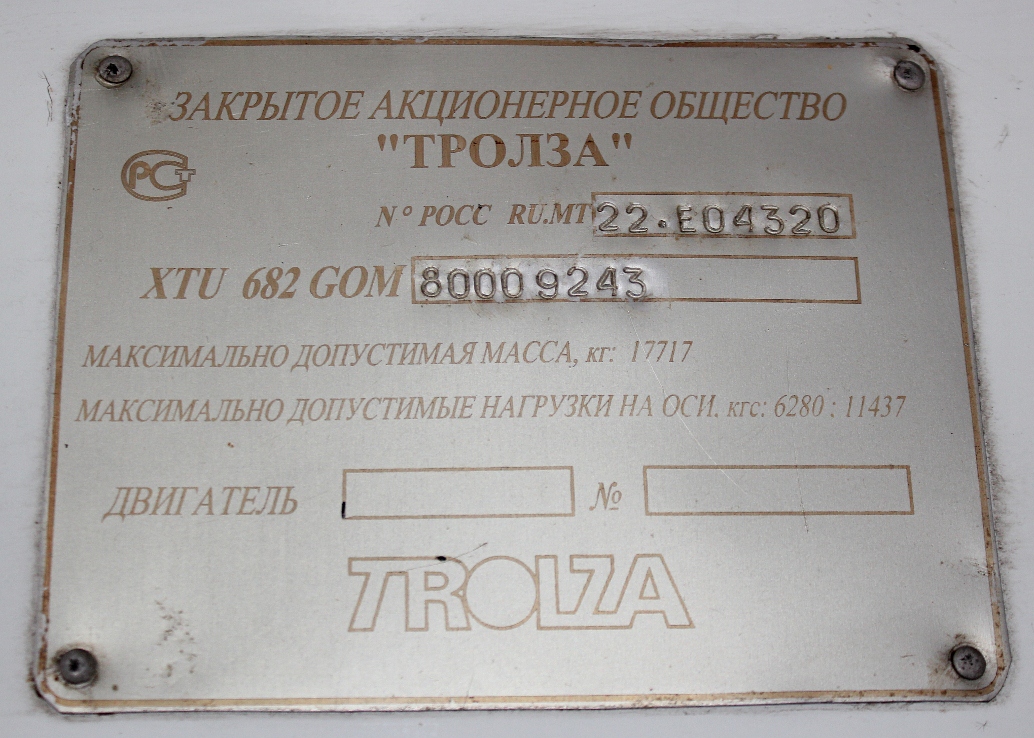 ЗАКРЫТОЕ АКЦИОНЕРНОЕ ОБЩЕСТВО
"ТРОЛЗА"
РСТ
N° РОСС RU.MT 22.E04320
XTU 682 GOM 80009243
МАКСИМАЛЬНО ДОПУСТИМАЯ МАССА, кг: 17717
МАКСИМАЛЬНО ДОПУСТИМЫЕ НАГРУЗКИ НА ОСИ, кгс: 6280 ; 11437
ДВИГАТЕЛЬ №
TROLZA